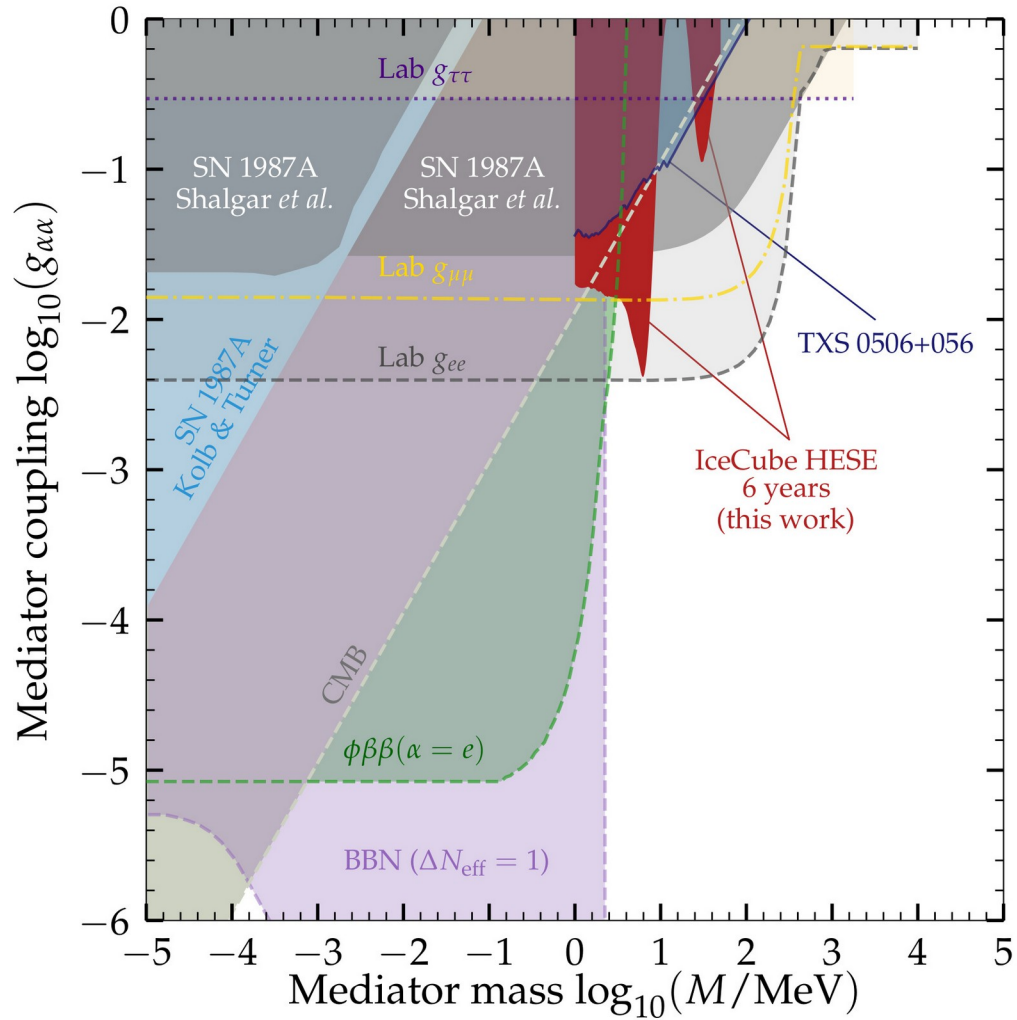 Mediator coupling log10(gαα)
0
−1
−2
−3
−4
−5
−6
Lab gττ
SN 1987A
Shalgar et al.
SN 1987A
Shalgar et al.
Lab gμμ
TXS 0506+056
Lab gee
SN 1987A
Kolb & Turner
IceCube HESE
6 years
(this work)
CMB
ϕββ(α = e)
BBN (ΔNeff = 1)
−5 −4 −3 −2 −1 0 1 2 3 4 5
Mediator mass log10(M/MeV)